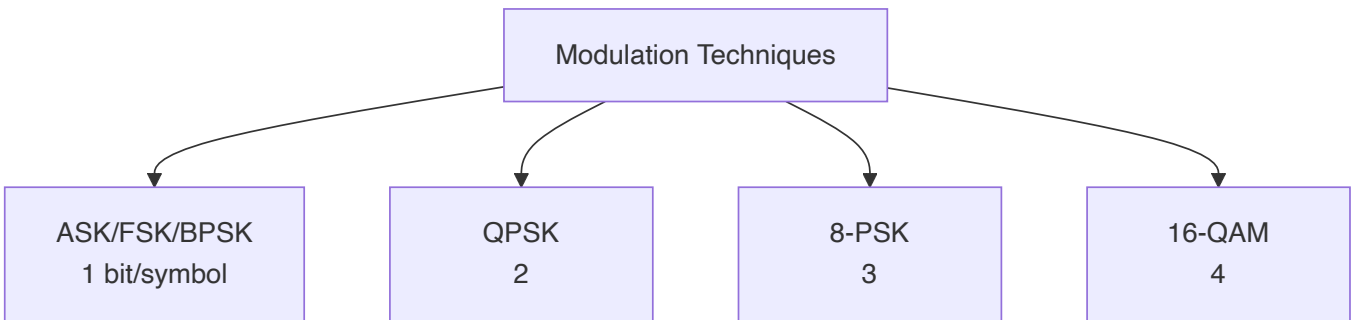 Modulation Techniques
ASK/FSK/BPSK
1 bit/symbol
QPSK
2
8-PSK
3
16-QAM
4